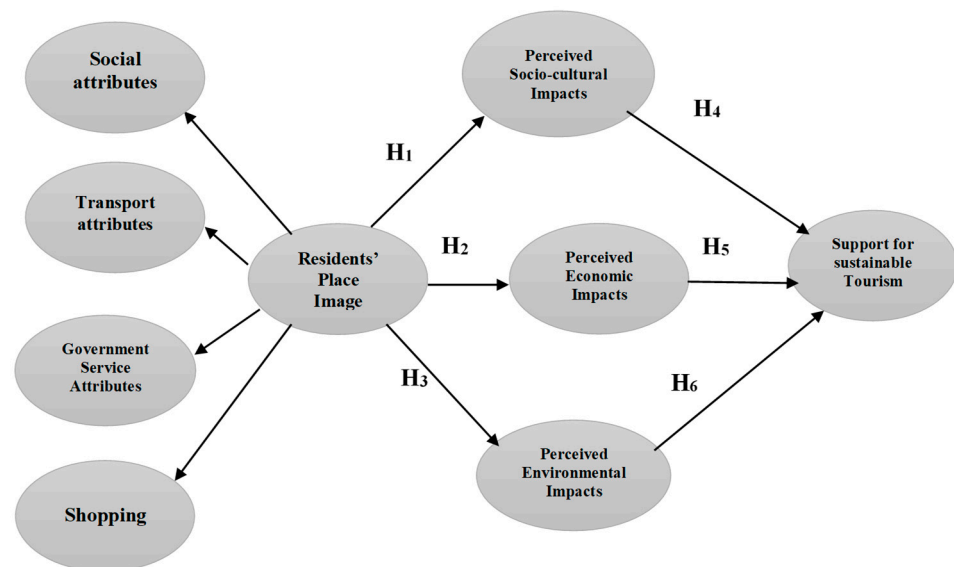 Social
attributes
Transport
attributes
Government
Service
Attributes
Shopping
Residents’
Place
Image
H₁
H₂
H₃
Perceived
Socio-cultural
Impacts
Perceived
Economic
Impacts
Perceived
Environmental
Impacts
H₄
H₅
H₆
Support for
sustainable
Tourism